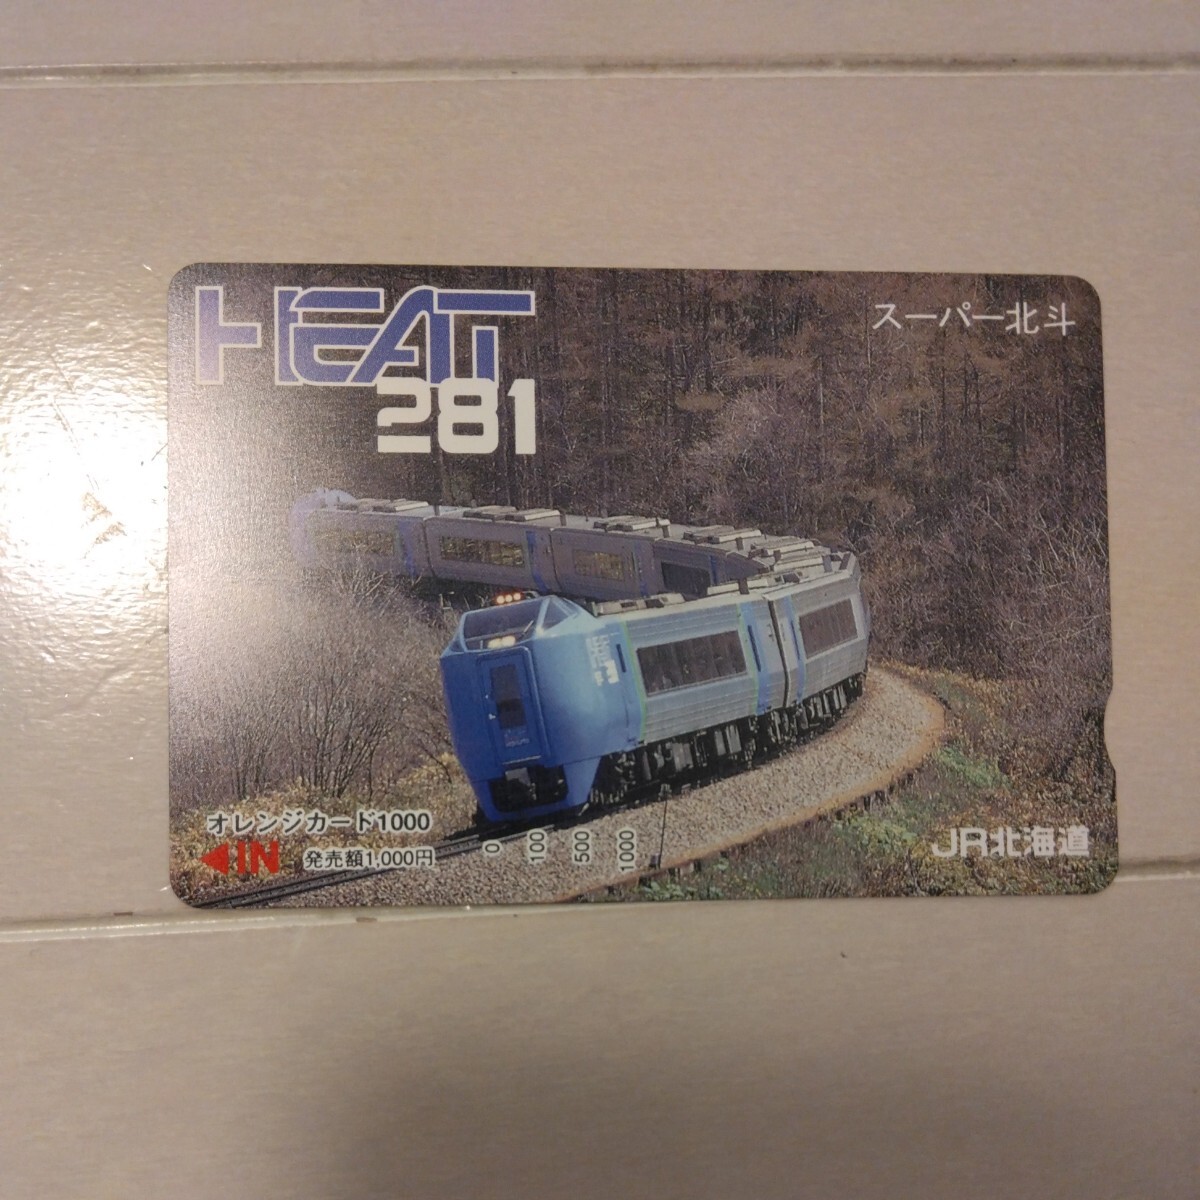 HEAT
281
スーパー北斗
オレンジカード1000
◀IN 発売額1,000円
0 100 500 1000
JR北海道